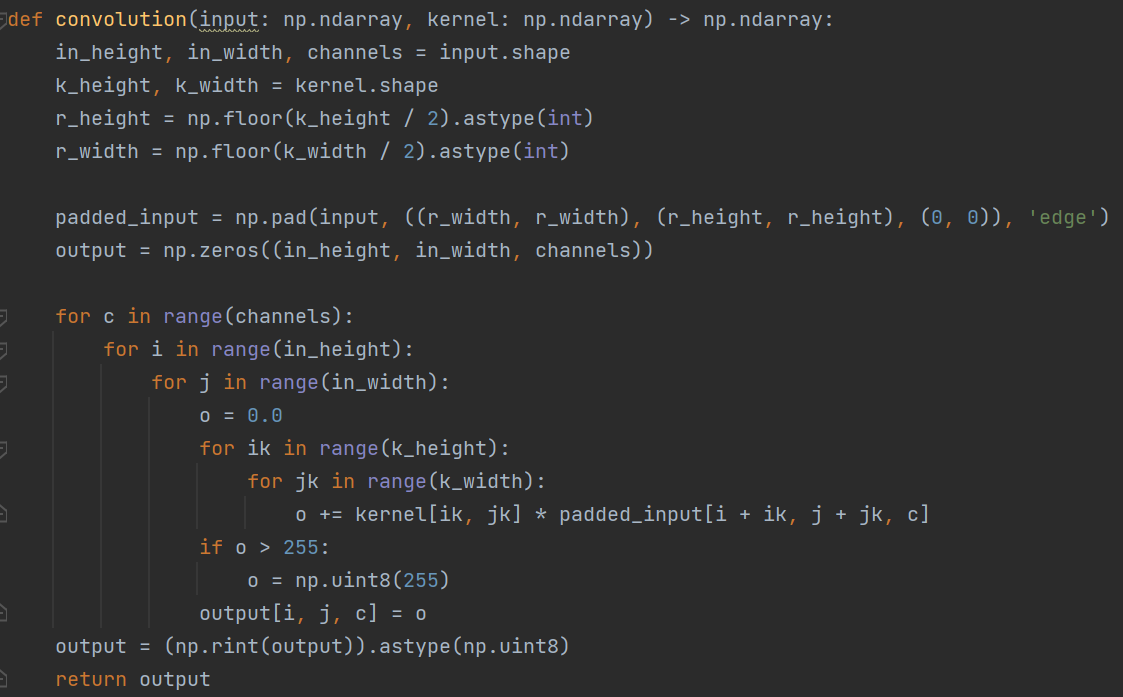 def convolution(input: np.ndarray, kernel: np.ndarray) -> np.ndarray:
    in_height, in_width, channels = input.shape
    k_height, k_width = kernel.shape
    r_height = np.floor(k_height / 2).astype(int)
    r_width = np.floor(k_width / 2).astype(int)

    padded_input = np.pad(input, ((r_width, r_width), (r_height, r_height), (0, 0)), 'edge')
    output = np.zeros((in_height, in_width, channels))

    for c in range(channels):
        for i in range(in_height):
            for j in range(in_width):
                o = 0.0
                for ik in range(k_height):
                    for jk in range(k_width):
                        o += kernel[ik, jk] * padded_input[i + ik, j + jk, c]
                if o > 255:
                    o = np.uint8(255)
                output[i, j, c] = o
    output = (np.rint(output)).astype(np.uint8)
    return output